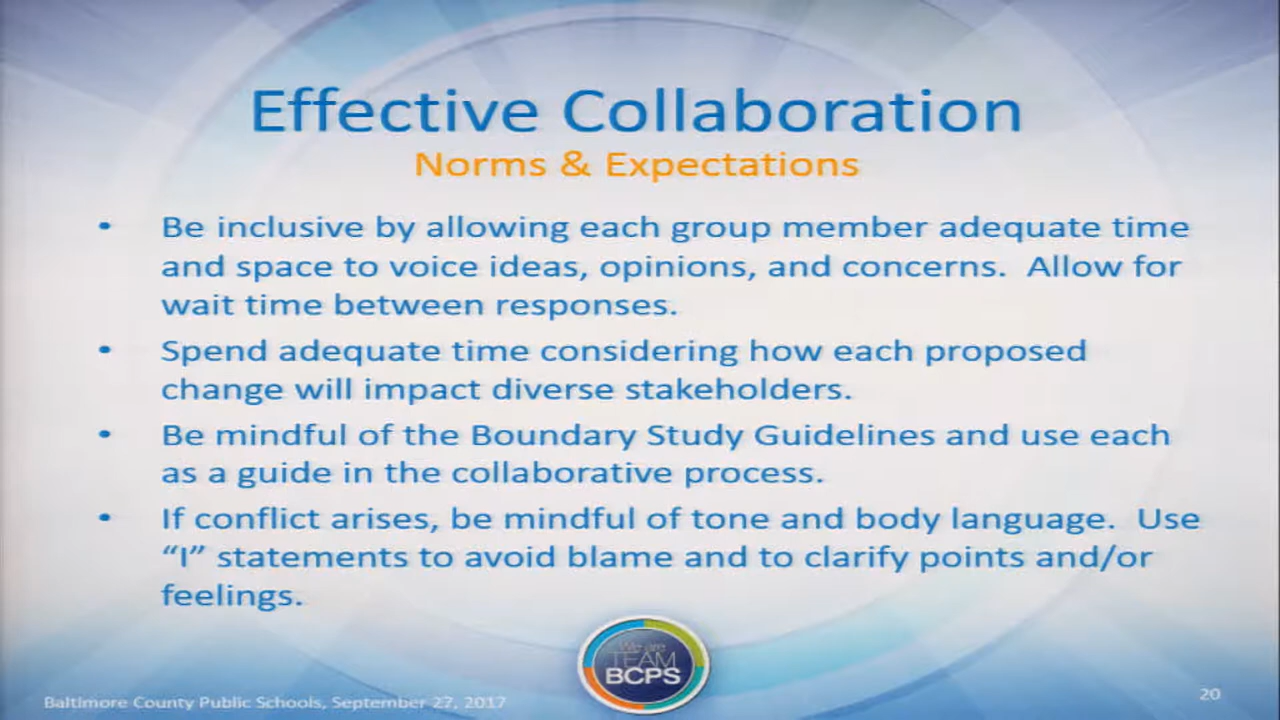 Effective Collaboration
Norms & Expectations
• Be inclusive by allowing each group member adequate time
and space to voice ideas, opinions, and concerns. Allow for
wait time between responses.
• Spend adequate time considering how each proposed
change will impact diverse stakeholders.
• Be mindful of the Boundary Study Guidelines and use each
as a guide in the collaborative process.
• If conflict arises, be mindful of tone and body language. Use
“I” statements to avoid blame and to clarify points and/or
feelings.
We are
TEAM
BCPS
Baltimore County Public Schools, September 27, 2017
20